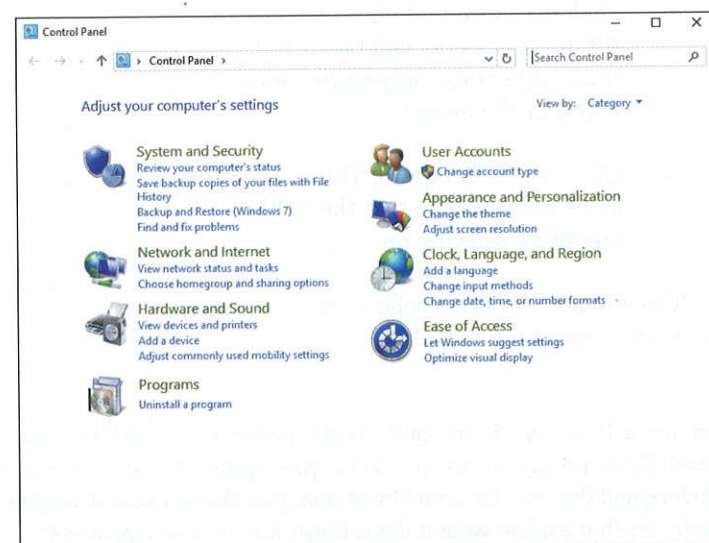 Control Panel
Control Panel
Search Control Panel
Adjust your computer's settings
View by: Category
System and Security
Review your computer's status
Save backup copies of your files with File
History
Backup and Restore (Windows 7)
Find and fix problems
Network and Internet
View network status and tasks
Choose homegroup and sharing options
Hardware and Sound
View devices and printers
Add a device
Adjust commonly used mobility settings
Programs
Uninstall a program
User Accounts
Change account type
Appearance and Personalization
Change the theme
Adjust screen resolution
Clock, Language, and Region
Add a language
Change input methods
Change date, time, or number formats
Ease of Access
Let Windows suggest settings
Optimize visual display